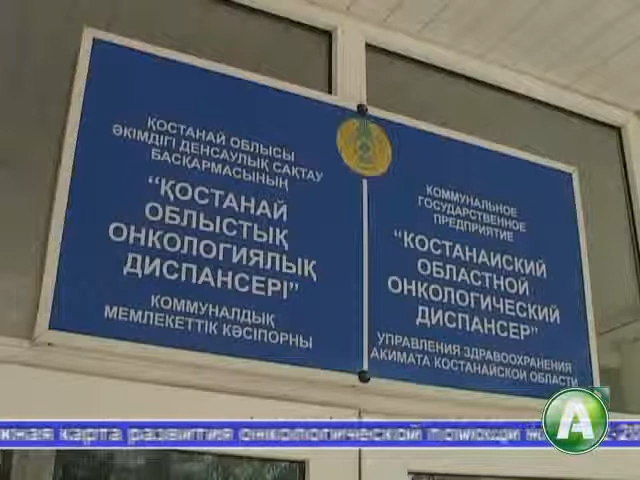 ҚОСТАНАЙ ОБЛЫСЫ
ӘКІМДІГІ ДЕНСАУЛЫҚ САҚТАУ
БАСҚАРМАСЫНЫҢ
“ҚОСТАНАЙ
ОБЛЫСТЫҚ
ОНКОЛОГИЯЛЫҚ
ДИСПАНСЕРІ”
КОММУНАЛДЫҚ
МЕМЛЕКЕТТІК КӘСІПОРНЫ
КОММУНАЛЬНОЕ
ГОСУДАРСТВЕННОЕ
ПРЕДПРИЯТИЕ
“КОСТАНАЙСКИЙ
ОБЛАСТНОЙ
ОНКОЛОГИЧЕСКИЙ
ДИСПАНСЕР”
УПРАВЛЕНИЯ ЗДРАВООХРАНЕНИЯ
АКИМАТА КОСТАНАЙСКОЙ ОБЛАСТИ
карта развития онкологической помощи
А